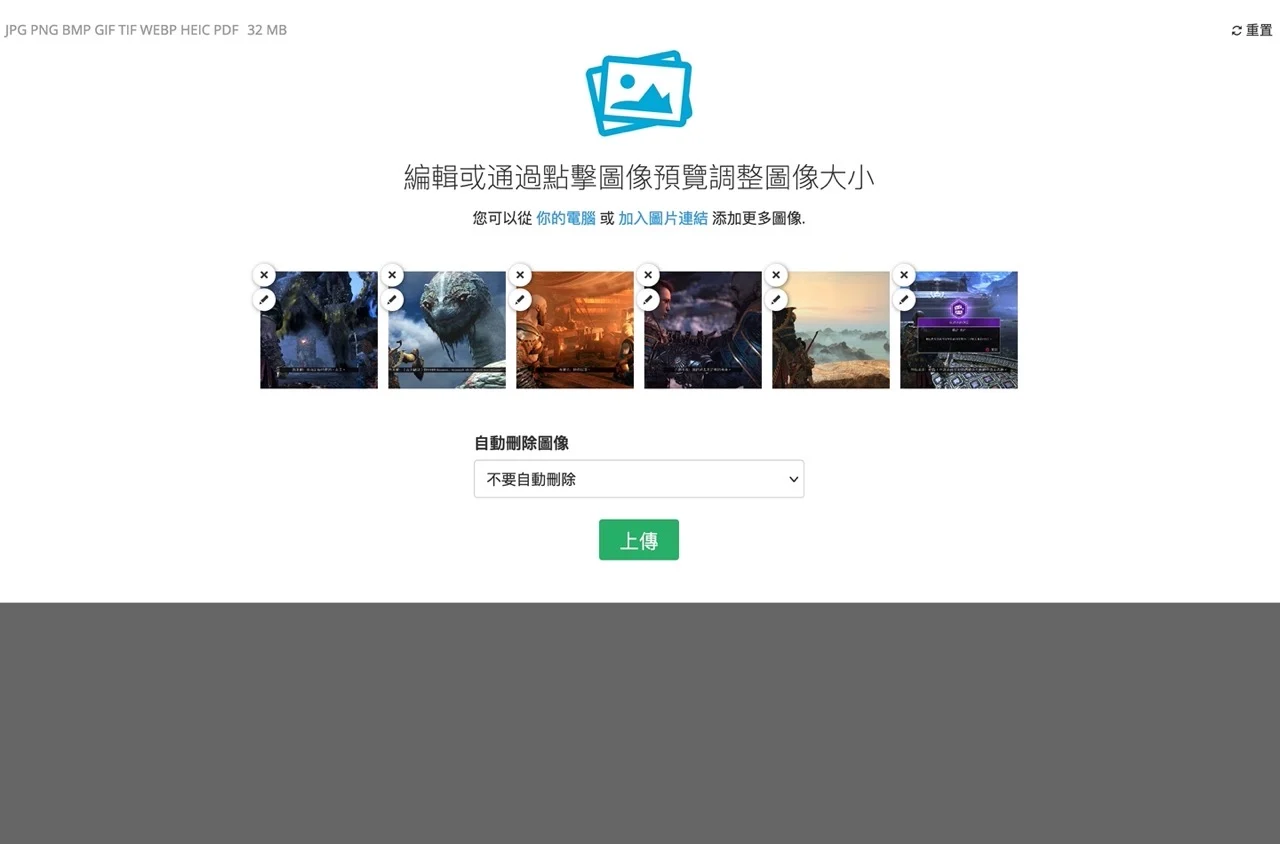 JPG PNG BMP GIF TIF WEBP HEIC PDF 32 MB
重置
編輯或通過點擊圖像預覽調整圖像大小
您可以從 你的電腦 或 加入圖片連結 添加更多圖像.
自動刪除圖像
不要自動刪除
上傳